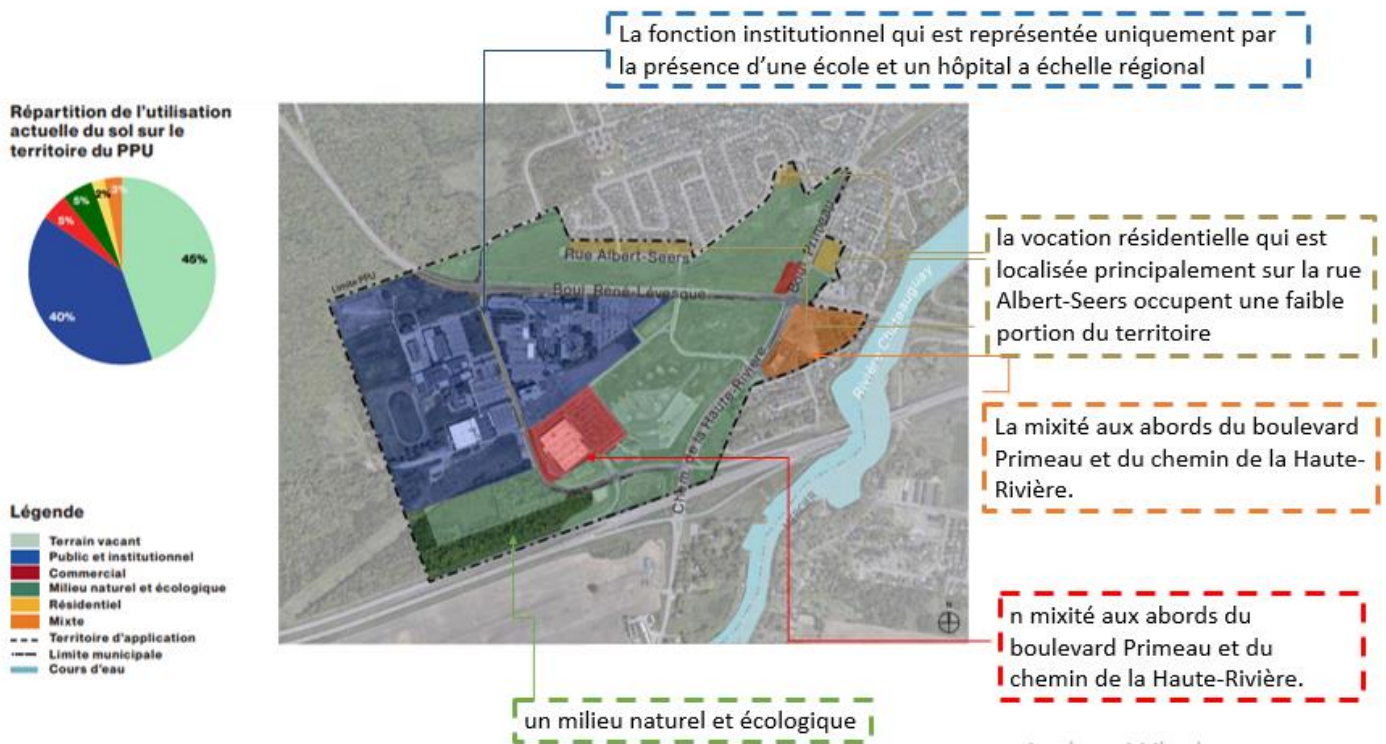 La fonction institutionnel qui est représentée uniquement par
la présence d'une école et un hôpital a échelle régional
Répartition de l'utilisation
actuelle du sol sur le
territoire du PPU
3%
2%
5%
5%
45%
40%
Limite PPU
Rue Albert-Seers
Boul. René-Lévesque
Boul. Primeau
Chem. de la Haute-Rivière
Rivière Châteauguay
N
la vocation résidentielle qui est
localisée principalement sur la rue
Albert-Seers occupent une faible
portion du territoire
La mixité aux abords du boulevard
Primeau et du chemin de la Haute-
Rivière.
Légende
Terrain vacant
Public et institutionnel
Commercial
Milieu naturel et écologique
Résidentiel
Mixte
Territoire d'application
Limite municipale
Cours d'eau
n mixité aux abords du
boulevard Primeau et du
chemin de la Haute-Rivière.
un milieu naturel et écologique